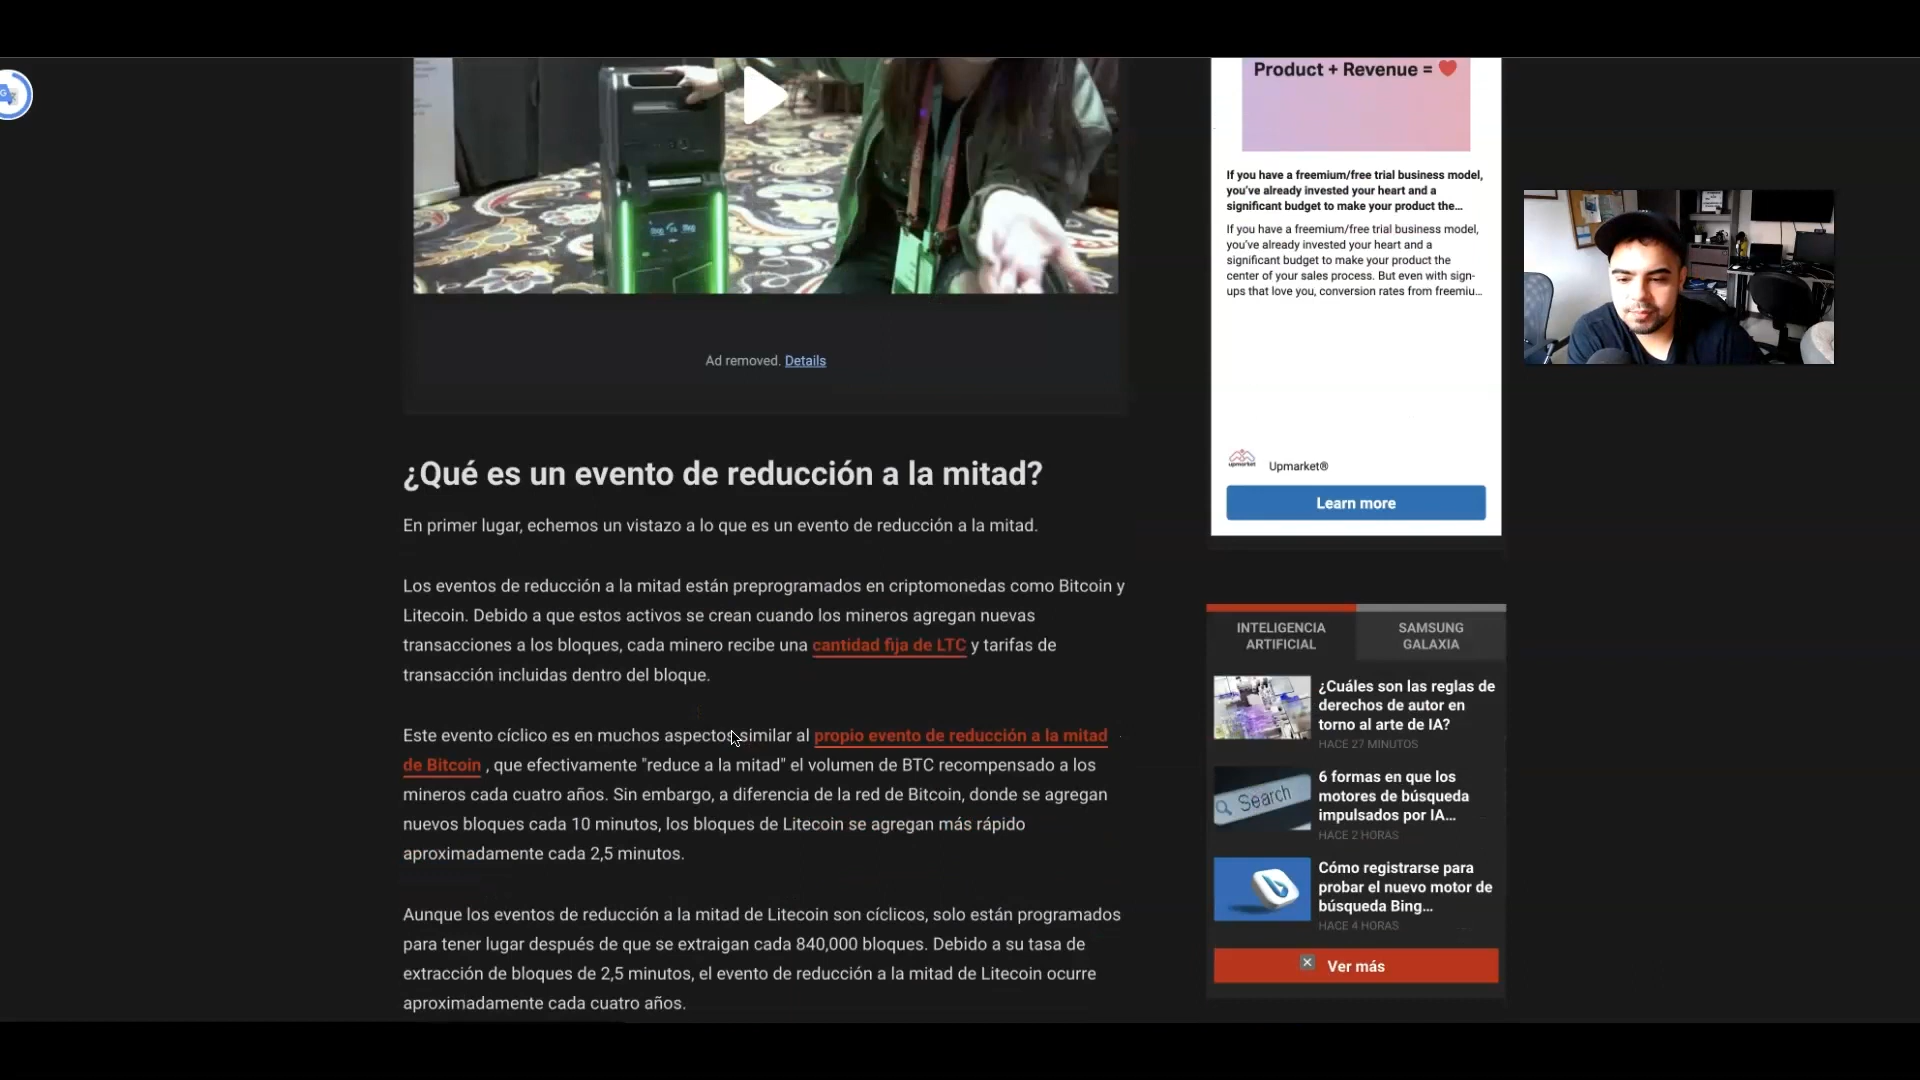 Product + Revenue =
If you have a freemium/free trial business model,
you've already invested your heart and a
significant budget to make your product the...
If you have a freemium/free trial business model,
you've already invested your heart and a
significant budget to make your product the
center of your sales process. But even with sign-
ups that love you, conversion rates from freemiu...
Upmarket®
Learn more
Ad removed. Details
¿Qué es un evento de reducción a la mitad?
En primer lugar, echemos un vistazo a lo que es un evento de reducción a la mitad.
Los eventos de reducción a la mitad están preprogramados en criptomonedas como Bitcoin y
Litecoin. Debido a que estos activos se crean cuando los mineros agregan nuevas
transacciones a los bloques, cada minero recibe una cantidad fija de LTC y tarifas de
transacción incluidas dentro del bloque.
Este evento cíclico es en muchos aspectos similar al propio evento de reducción a la mitad
de Bitcoin , que efectivamente "reduce a la mitad" el volumen de BTC recompensado a los
mineros cada cuatro años. Sin embargo, a diferencia de la red de Bitcoin, donde se agregan
nuevos bloques cada 10 minutos, los bloques de Litecoin se agregan más rápido
aproximadamente cada 2,5 minutos.
Aunque los eventos de reducción a la mitad de Litecoin son cíclicos, solo están programados
para tener lugar después de que se extraigan cada 840,000 bloques. Debido a su tasa de
extracción de bloques de 2,5 minutos, el evento de reducción a la mitad de Litecoin ocurre
aproximadamente cada cuatro años.
INTELIGENCIA
ARTIFICIAL
SAMSUNG
GALAXIA
¿Cuáles son las reglas de
derechos de autor en
torno al arte de IA?
HACE 27 MINUTOS
Search
6 formas en que los
motores de búsqueda
impulsados por IA...
HACE 2 HORAS
Cómo registrarse para
probar el nuevo motor de
búsqueda Bing...
HACE 4 HORAS
Ver más